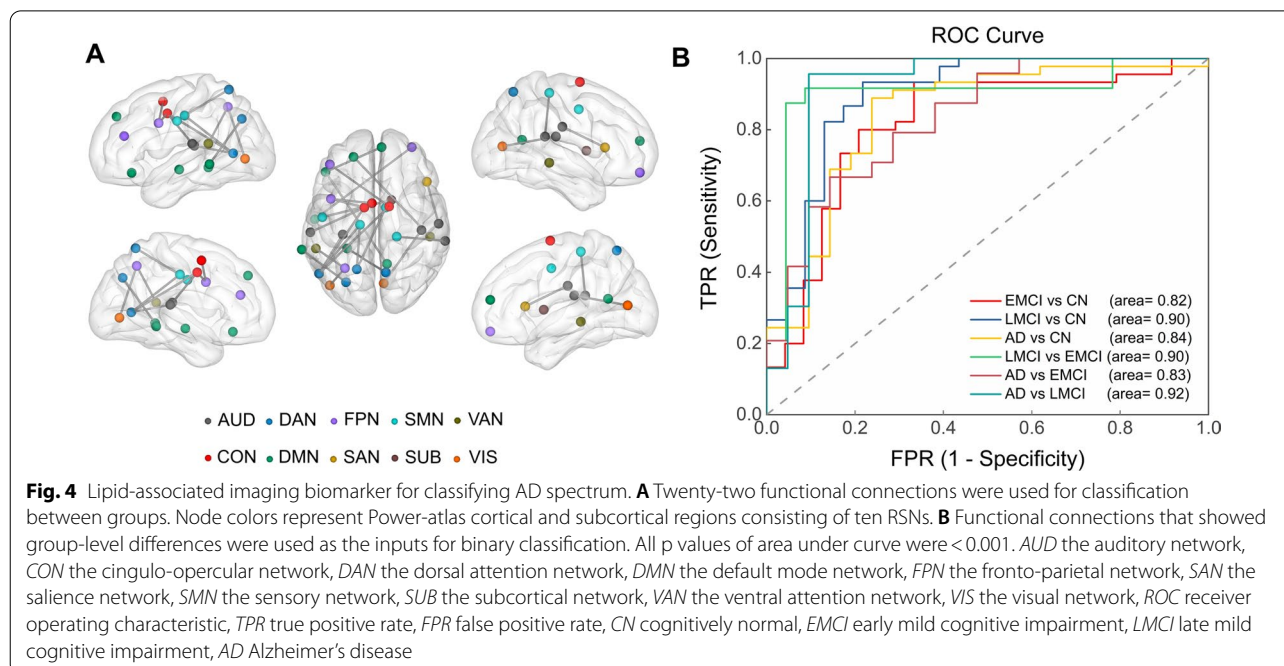 A
AUD DAN FPN SMN VAN
CON DMN SAN SUB VIS
B
ROC Curve
1.0
0.8
0.6
0.4
0.2
0.0
TPR (Sensitivity)
EMCI vs CN (area= 0.82)
LMCI vs CN (area= 0.90)
AD vs CN (area= 0.84)
LMCI vs EMCI (area= 0.90)
AD vs EMCI (area= 0.83)
AD vs LMCI (area= 0.92)
0.0 0.2 0.4 0.6 0.8 1.0
FPR (1 - Specificity)
Fig. 4 Lipid-associated imaging biomarker for classifying AD spectrum. A Twenty-two functional connections were used for classification
between groups. Node colors represent Power-atlas cortical and subcortical regions consisting of ten RSNs. B Functional connections that showed
group-level differences were used as the inputs for binary classification. All p values of area under curve were < 0.001. AUD the auditory network,
CON the cingulo-opercular network, DAN the dorsal attention network, DMN the default mode network, FPN the fronto-parietal network, SAN the
salience network, SMN the sensory network, SUB the subcortical network, VAN the ventral attention network, VIS the visual network, ROC receiver
operating characteristic, TPR true positive rate, FPR false positive rate, CN cognitively normal, EMCI early mild cognitive impairment, LMCI late mild
cognitive impairment, AD Alzheimer's disease